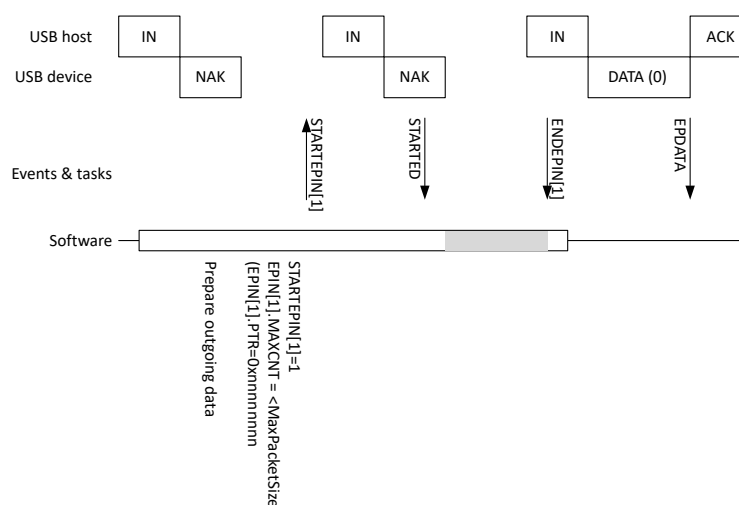 USB host
IN
IN
IN
ACK
USB device
NAK
NAK
DATA (0)
Events & tasks
STARTEPIN[1]
STARTED
ENDEPIN[1]
EPDATA
Software
STARTEPIN[1]=1
EPIN[1].MAXCNT = <MaxPacketSize
(EPIN[1].PTR=0xnnnnnnnn
Prepare outgoing data